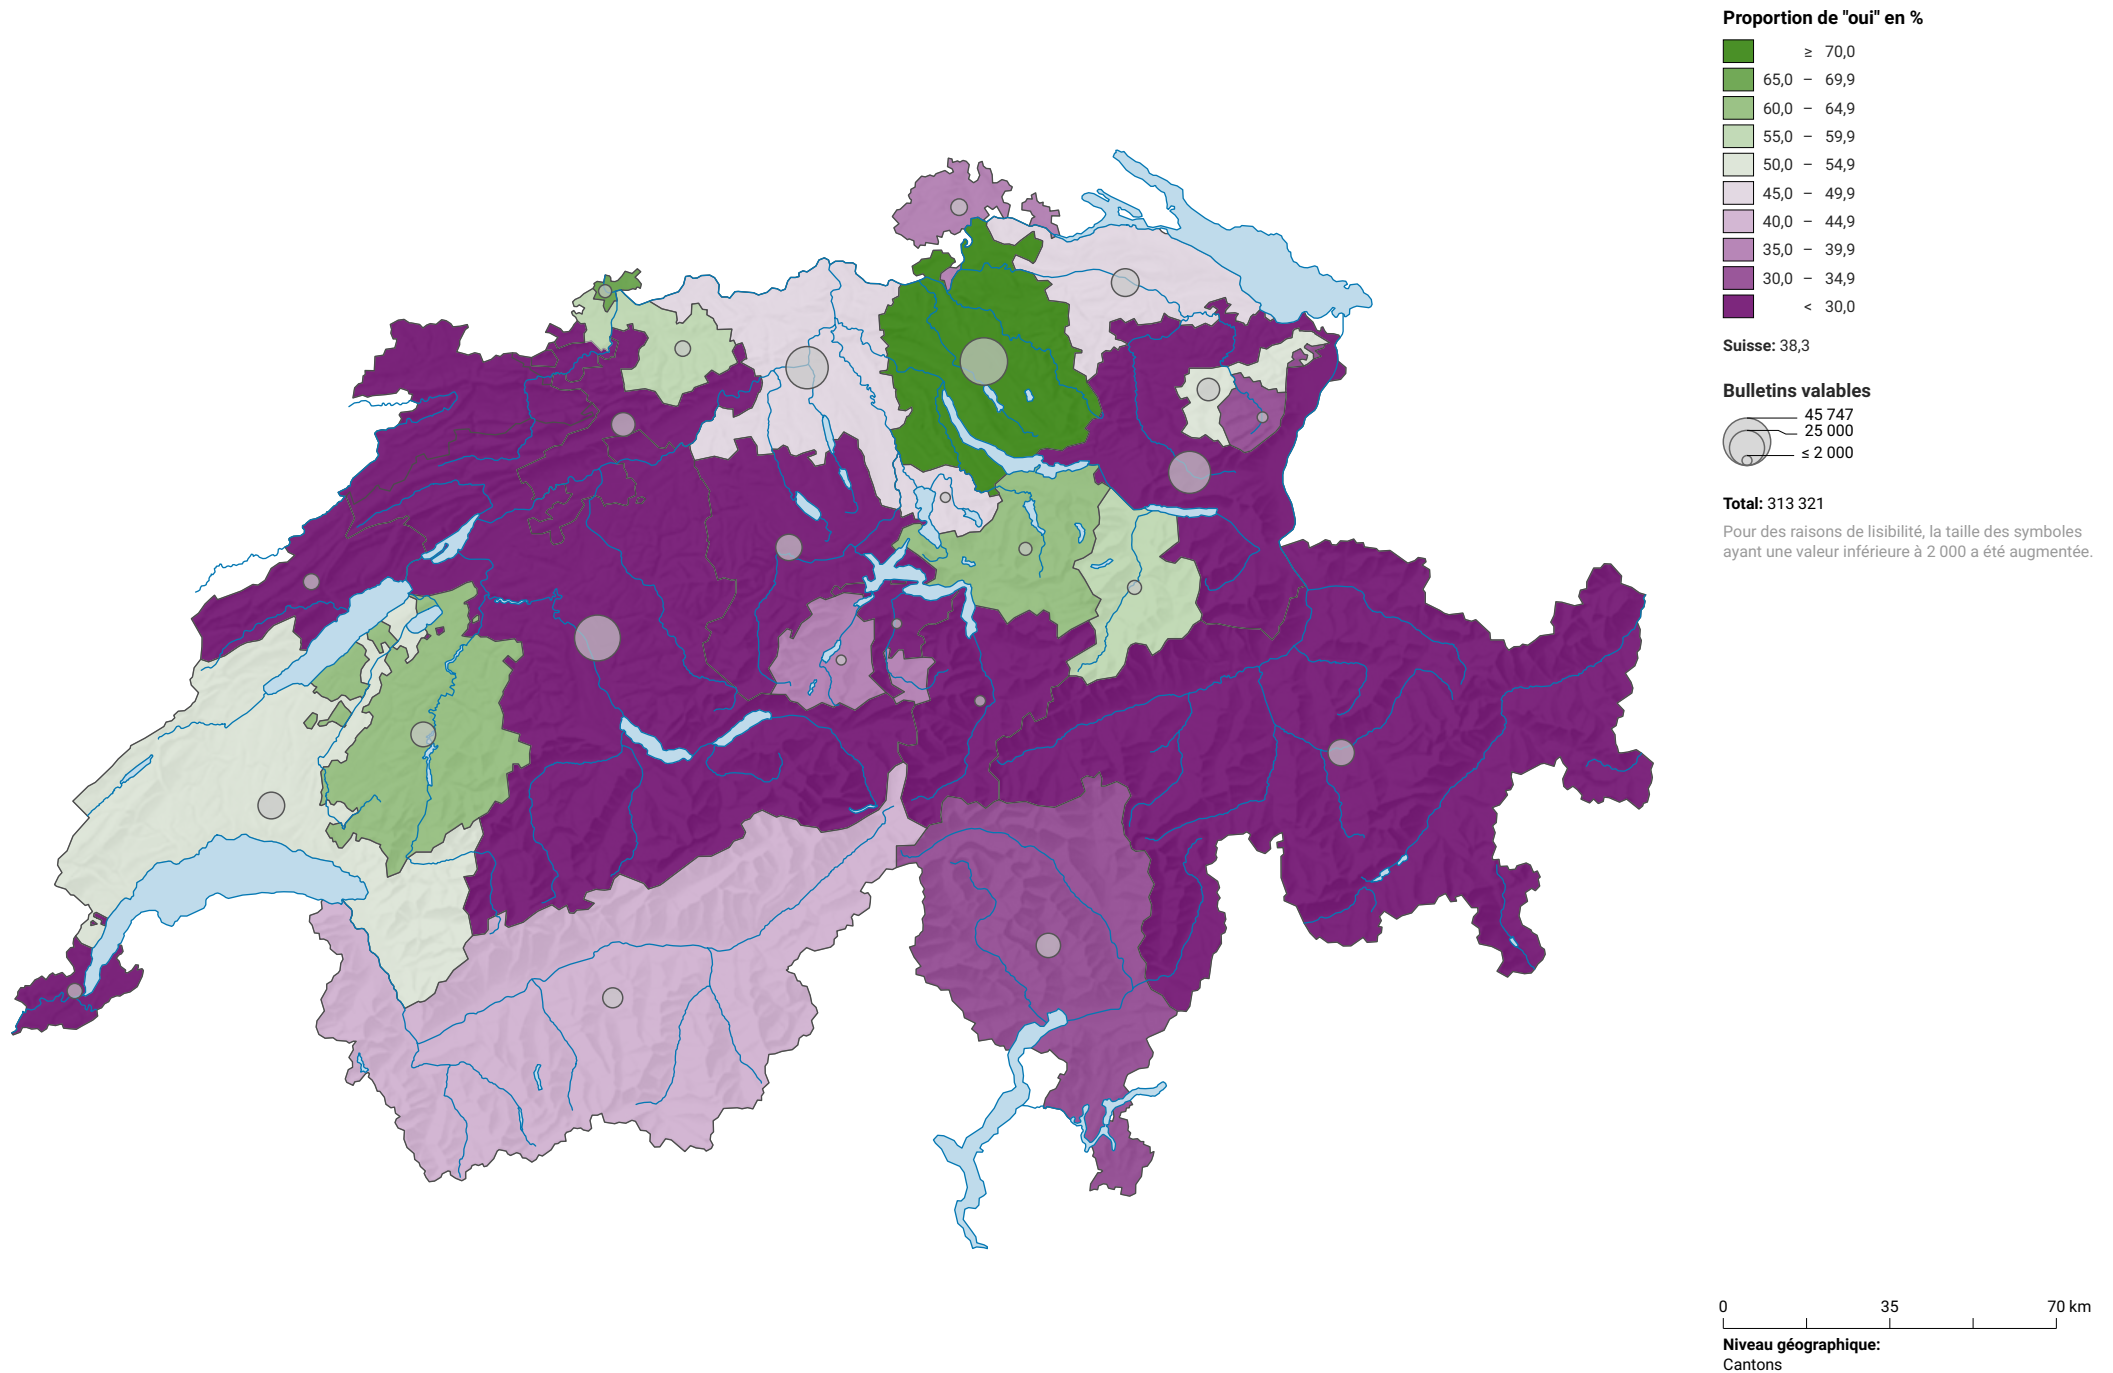 Proportion de "oui" en %
≥ 70,0
65,0 – 69,9
60,0 – 64,9
55,0 – 59,9
50,0 – 54,9
45,0 – 49,9
40,0 – 44,9
35,0 – 39,9
30,0 – 34,9
< 30,0
Suisse: 38,3
Bulletins valables
45 747
25 000
≤ 2 000
Total: 313 321
Pour des raisons de lisibilité, la taille des symboles
ayant une valeur inférieure à 2 000 a été augmentée.
0 35 70 km
Niveau géographique:
Cantons